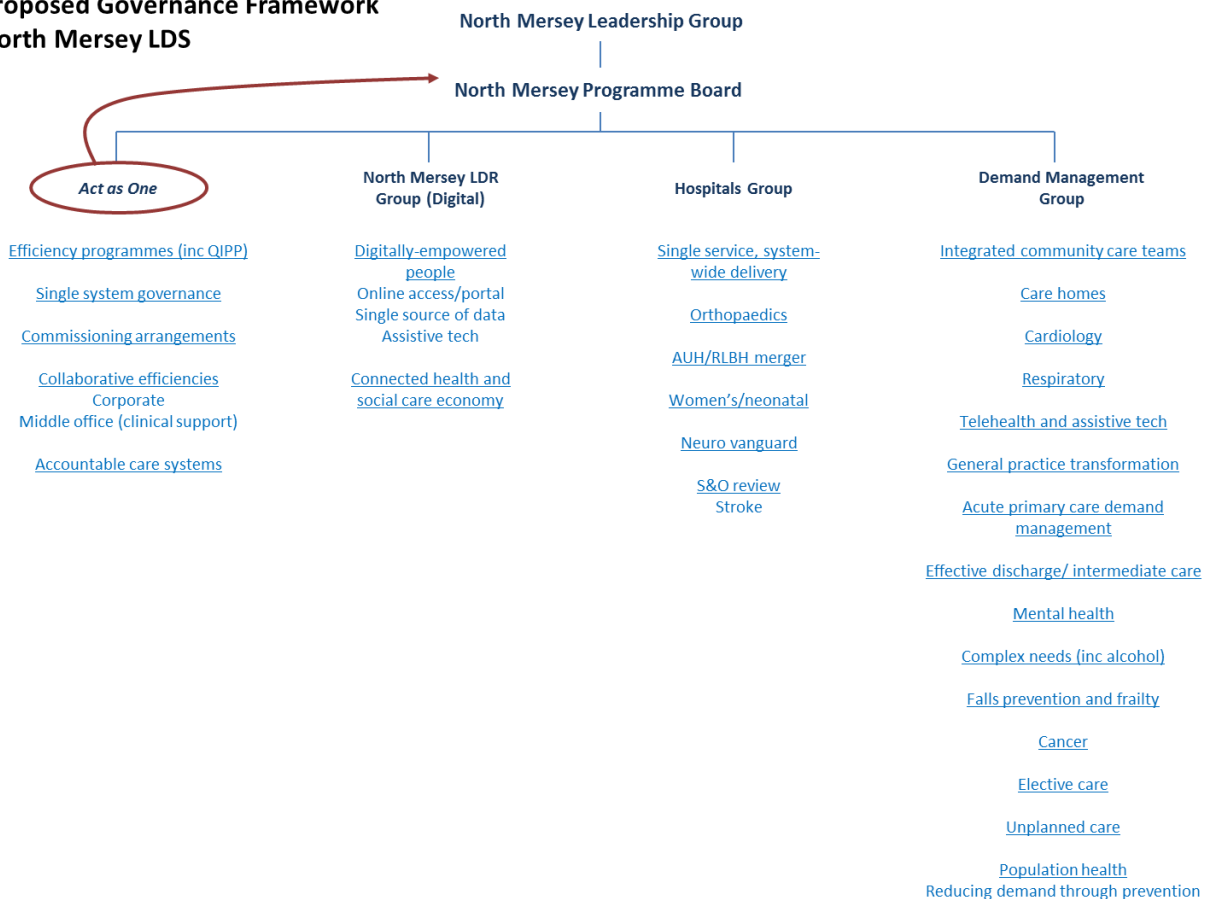 roposed Governance Framework
orth Mersey LDS
North Mersey Leadership Group
North Mersey Programme Board
Act as One
Efficiency programmes (inc QIPP)
Single system governance
Commissioning arrangements
Collaborative efficiencies
Corporate
Middle office (clinical support)
Accountable care systems
North Mersey LDR
Group (Digital)
Digitally-empowered
people
Online access/portal
Single source of data
Assistive tech
Connected health and
social care economy
Hospitals Group
Single service, system-
wide delivery
Orthopaedics
AUH/RLBH merger
Women's/neonatal
Neuro vanguard
S&O review
Stroke
Demand Management
Group
Integrated community care teams
Care homes
Cardiology
Respiratory
Telehealth and assistive tech
General practice transformation
Acute primary care demand
management
Effective discharge/ intermediate care
Mental health
Complex needs (inc alcohol)
Falls prevention and frailty
Cancer
Elective care
Unplanned care
Population health
Reducing demand through prevention